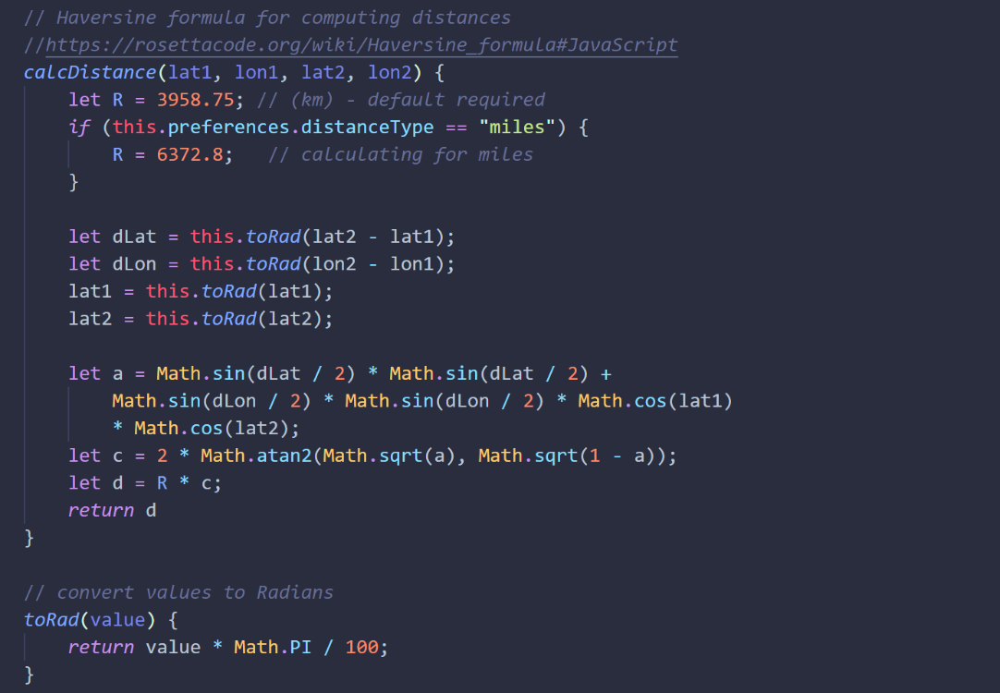 // Haversine formula for computing distances
//https://rosettacode.org/wiki/Haversine_formula#JavaScript
calcDistance(lat1, lon1, lat2, lon2) {
    let R = 3958.75; // (km) - default required
    if (this.preferences.distanceType == "miles") {
        R = 6372.8;   // calculating for miles
    }

    let dLat = this.toRad(lat2 - lat1);
    let dLon = this.toRad(lon2 - lon1);
    lat1 = this.toRad(lat1);
    lat2 = this.toRad(lat2);

    let a = Math.sin(dLat / 2) * Math.sin(dLat / 2) +
        Math.sin(dLon / 2) * Math.sin(dLon / 2) * Math.cos(lat1)
        * Math.cos(lat2);
    let c = 2 * Math.atan2(Math.sqrt(a), Math.sqrt(1 - a));
    let d = R * c;
    return d
}

// convert values to Radians
toRad(value) {
    return value * Math.PI / 100;
}